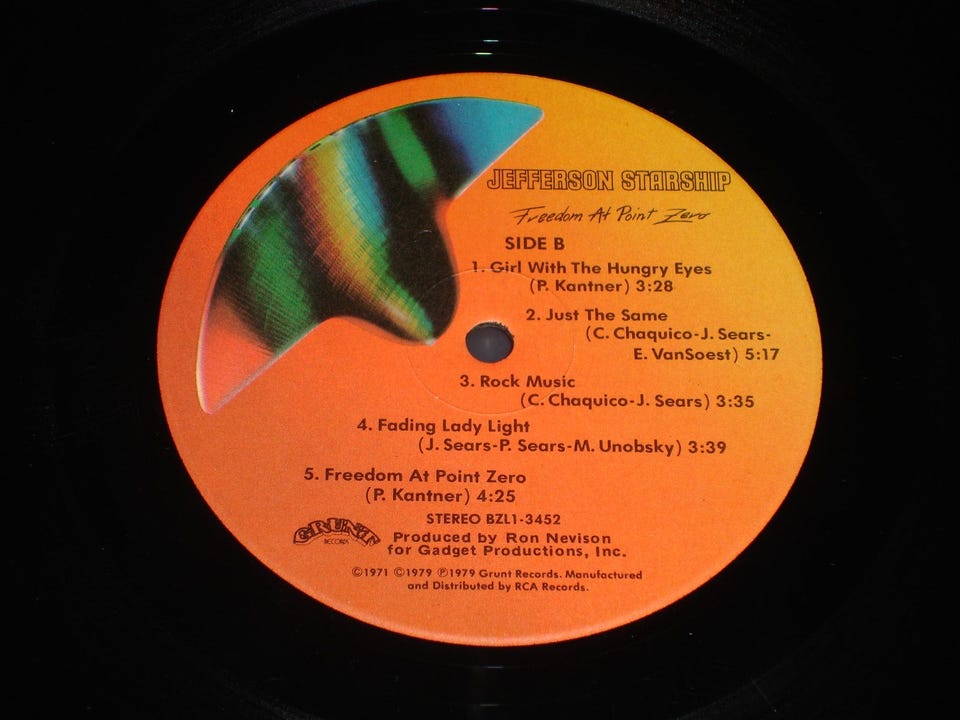 JEFFERSON STARSHIP
Freedom At Point Zero
SIDE B
1. Girl With The Hungry Eyes
(P. Kantner) 3:28
2. Just The Same
(C. Chaquico-J. Sears-
E. VanSoest) 5:17
3. Rock Music
(C. Chaquico-J. Sears) 3:35
4. Fading Lady Light
(J. Sears-P. Sears-M. Unobsky) 3:39
5. Freedom At Point Zero
(P. Kantner) 4:25
STEREO BZL1-3452
GRUNT
RECORDS
Produced by Ron Nevison
for Gadget Productions, Inc.
©1971 ©1979 ℗1979 Grunt Records. Manufactured
and Distributed by RCA Records.